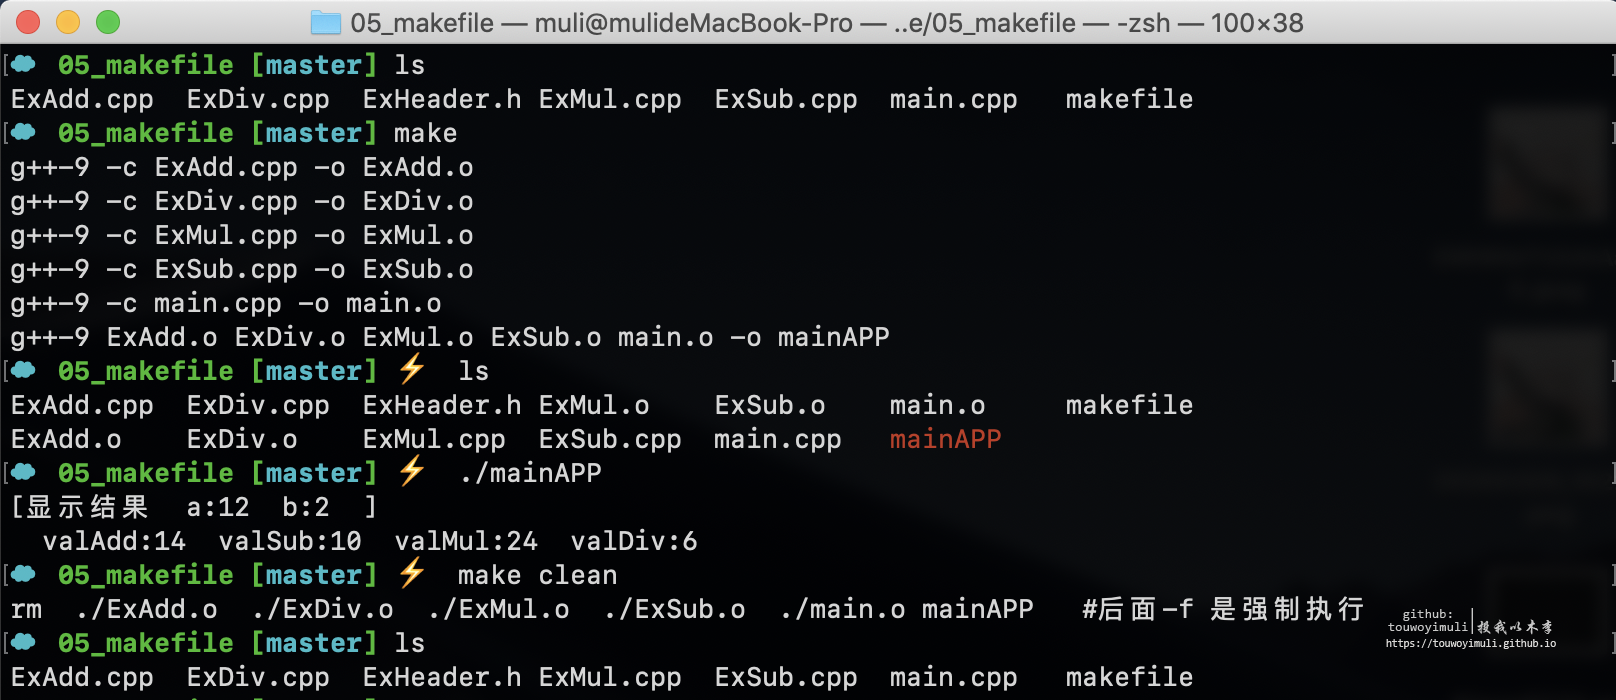 05_makefile — muli@mulideMacBook-Pro — ..e/05_makefile — -zsh — 100×38
[ 05_makefile [master] ls ]
ExAdd.cpp ExDiv.cpp ExHeader.h ExMul.cpp ExSub.cpp main.cpp makefile
[ 05_makefile [master] make ]
g++-9 -c ExAdd.cpp -o ExAdd.o
g++-9 -c ExDiv.cpp -o ExDiv.o
g++-9 -c ExMul.cpp -o ExMul.o
g++-9 -c ExSub.cpp -o ExSub.o
g++-9 -c main.cpp -o main.o
g++-9 ExAdd.o ExDiv.o ExMul.o ExSub.o main.o -o mainAPP
[ 05_makefile [master] ⚡ ls ]
ExAdd.cpp ExDiv.cpp ExHeader.h ExMul.o ExSub.o main.o makefile
ExAdd.o ExDiv.o ExMul.cpp ExSub.cpp main.cpp mainAPP
[ 05_makefile [master] ⚡ ./mainAPP ]
[显示结果 a:12 b:2 ]
valAdd:14 valSub:10 valMul:24 valDiv:6
[ 05_makefile [master] ⚡ make clean ]
rm ./ExAdd.o ./ExDiv.o ./ExMul.o ./ExSub.o ./main.o mainAPP #后面-f 是强制执行
[ 05_makefile [master] ls ]
ExAdd.cpp ExDiv.cpp ExHeader.h ExMul.cpp ExSub.cpp main.cpp makefile
github:
touwoyimuli|投我以木李
https://touwoyimuli.github.io